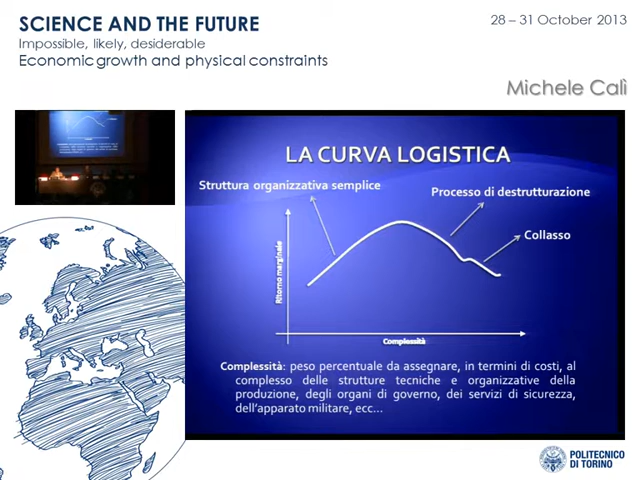 SCIENCE AND THE FUTURE
Impossible, likely, desiderable
Economic growth and physical constraints
28 – 31 October 2013
Michele Calì
LA CURVA LOGISTICA
Struttura organizzativa semplice
Processo di destrutturazione
Collasso
Ritorno marginale
Complessità
Complessità: peso percentuale da assegnare, in termini di costi, al
complesso delle strutture tecniche e organizzative della
produzione, degli organi di governo, dei servizi di sicurezza,
dell'apparato militare, ecc...
POLITECNICO
DI TORINO